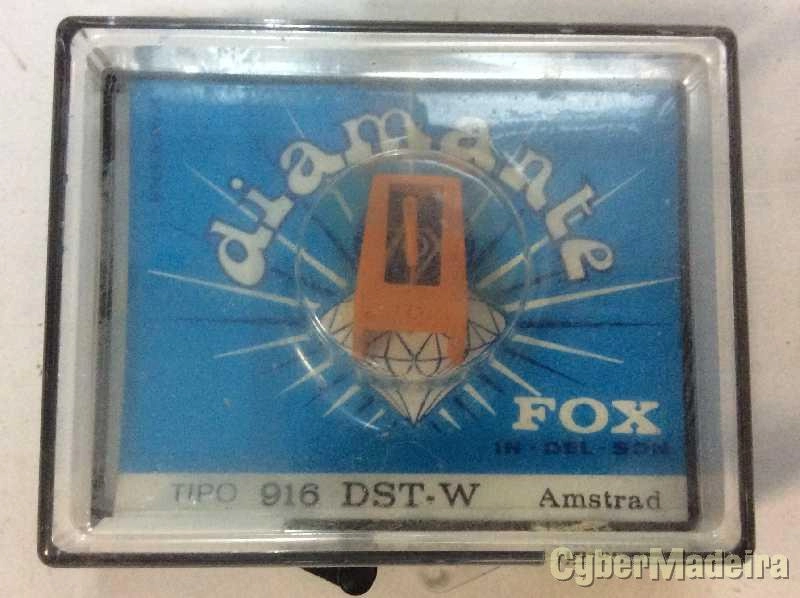 diamante
FOX
IN-DEL-SON
TIPO 916 DST-W Amstrad
CyberMadeira